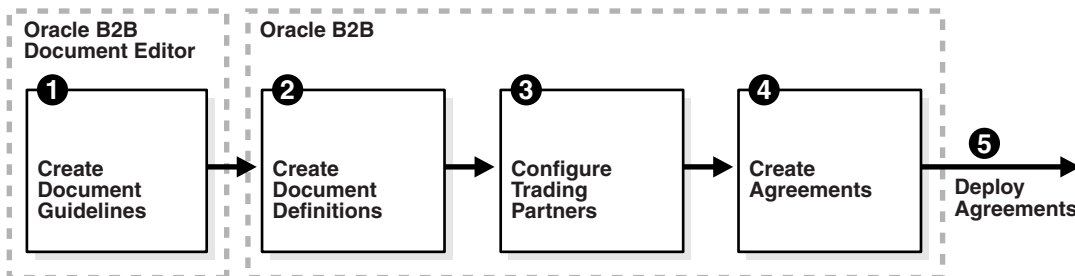 Oracle B2B
Document Editor
Oracle B2B
1
Create
Document
Guidelines
2
Create
Document
Definitions
3
Configure
Trading
Partners
4
Create
Agreements
5
Deploy
Agreements